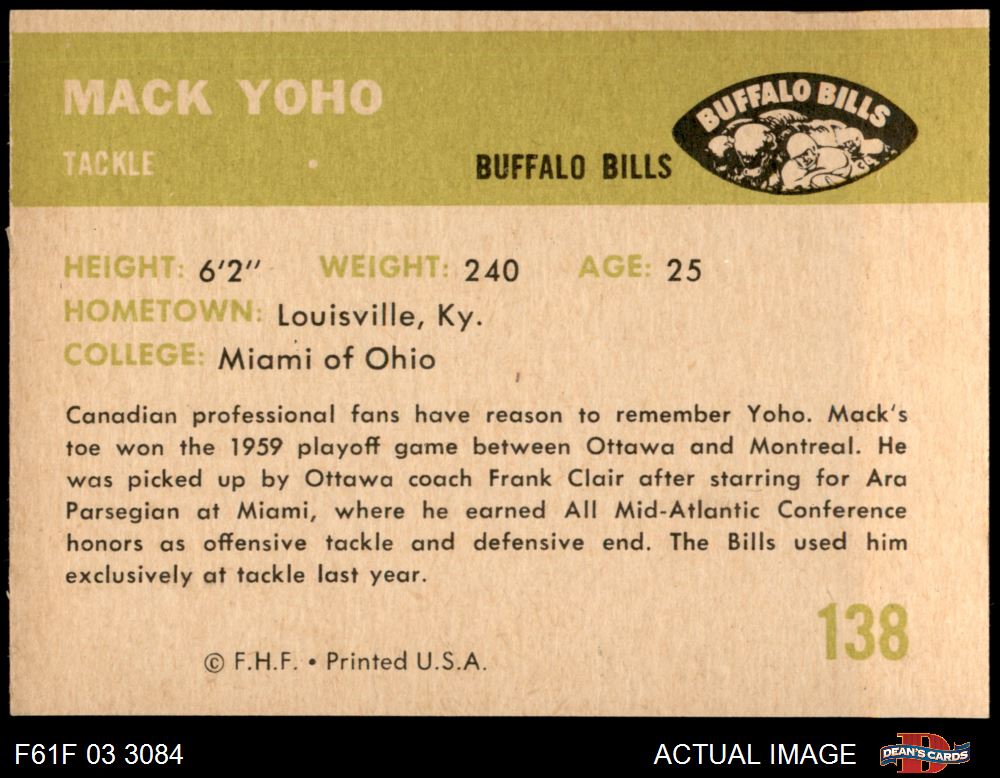 MACK YOHO
TACKLE
BUFFALO BILLS
BUFFALO BILLS
HEIGHT: 6'2" WEIGHT: 240 AGE: 25
HOMETOWN: Louisville, Ky.
COLLEGE: Miami of Ohio
Canadian professional fans have reason to remember Yoho. Mack's
toe won the 1959 playoff game between Ottawa and Montreal. He
was picked up by Ottawa coach Frank Clair after starring for Ara
Parsegian at Miami, where he earned All Mid-Atlantic Conference
honors as offensive tackle and defensive end. The Bills used him
exclusively at tackle last year.
138
© F.H.F. • Printed U.S.A.
F61F 03 3084
ACTUAL IMAGE
DEAN'S CARDS